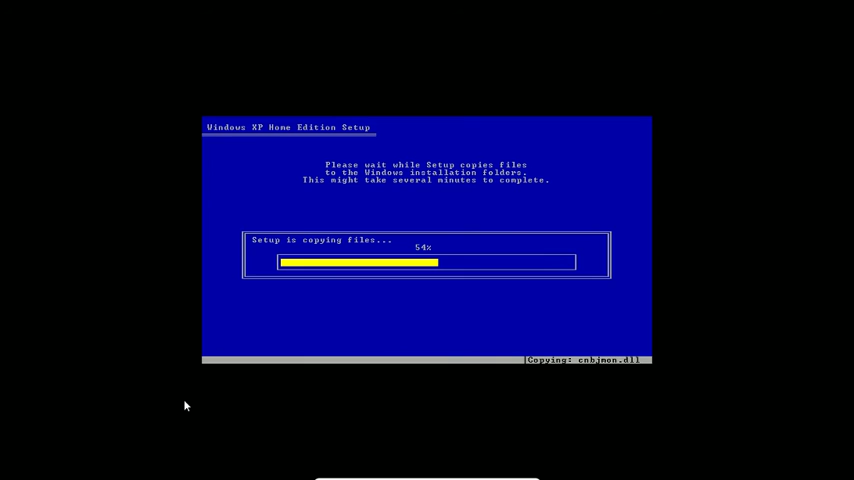 Windows XP Home Edition Setup
Please wait while Setup copies files
to the Windows installation folders.
This might take several minutes to complete.
Setup is copying files...
54%
Copying: cnbjmon.dll